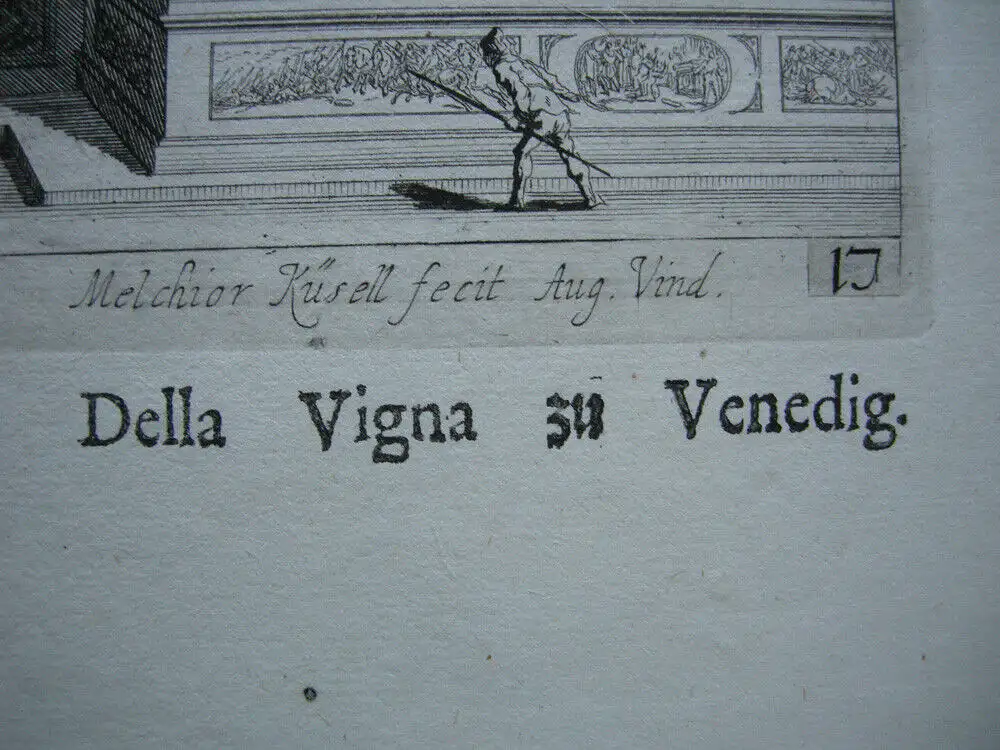 Melchior Küsell fecit Aug. Vind.
17
Della Vigna zu Venedig.